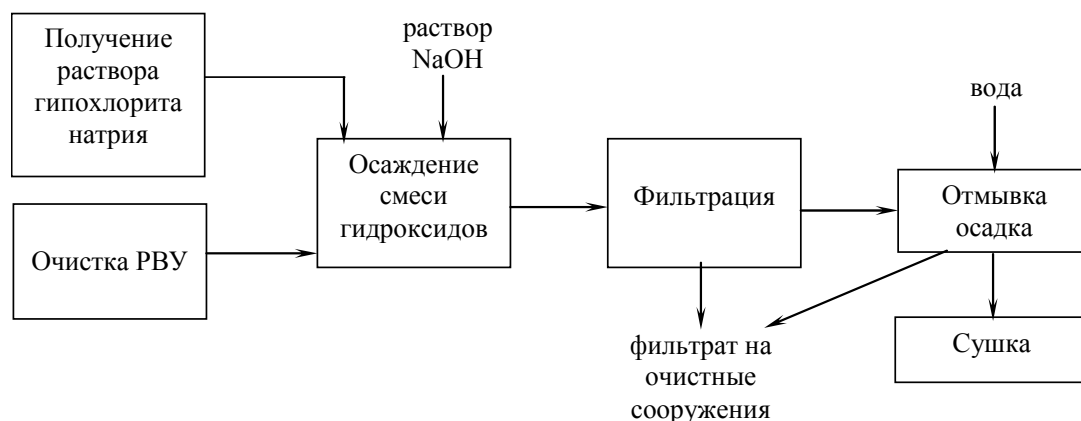 Получение
раствора
гипохлорита
натрия
раствор
NaOH
вода
Осаждение
смеси
гидроксидов
Фильтрация
Отмывка
осадка
Очистка РВУ
фильтрат на
очистные
сооружения
Сушка